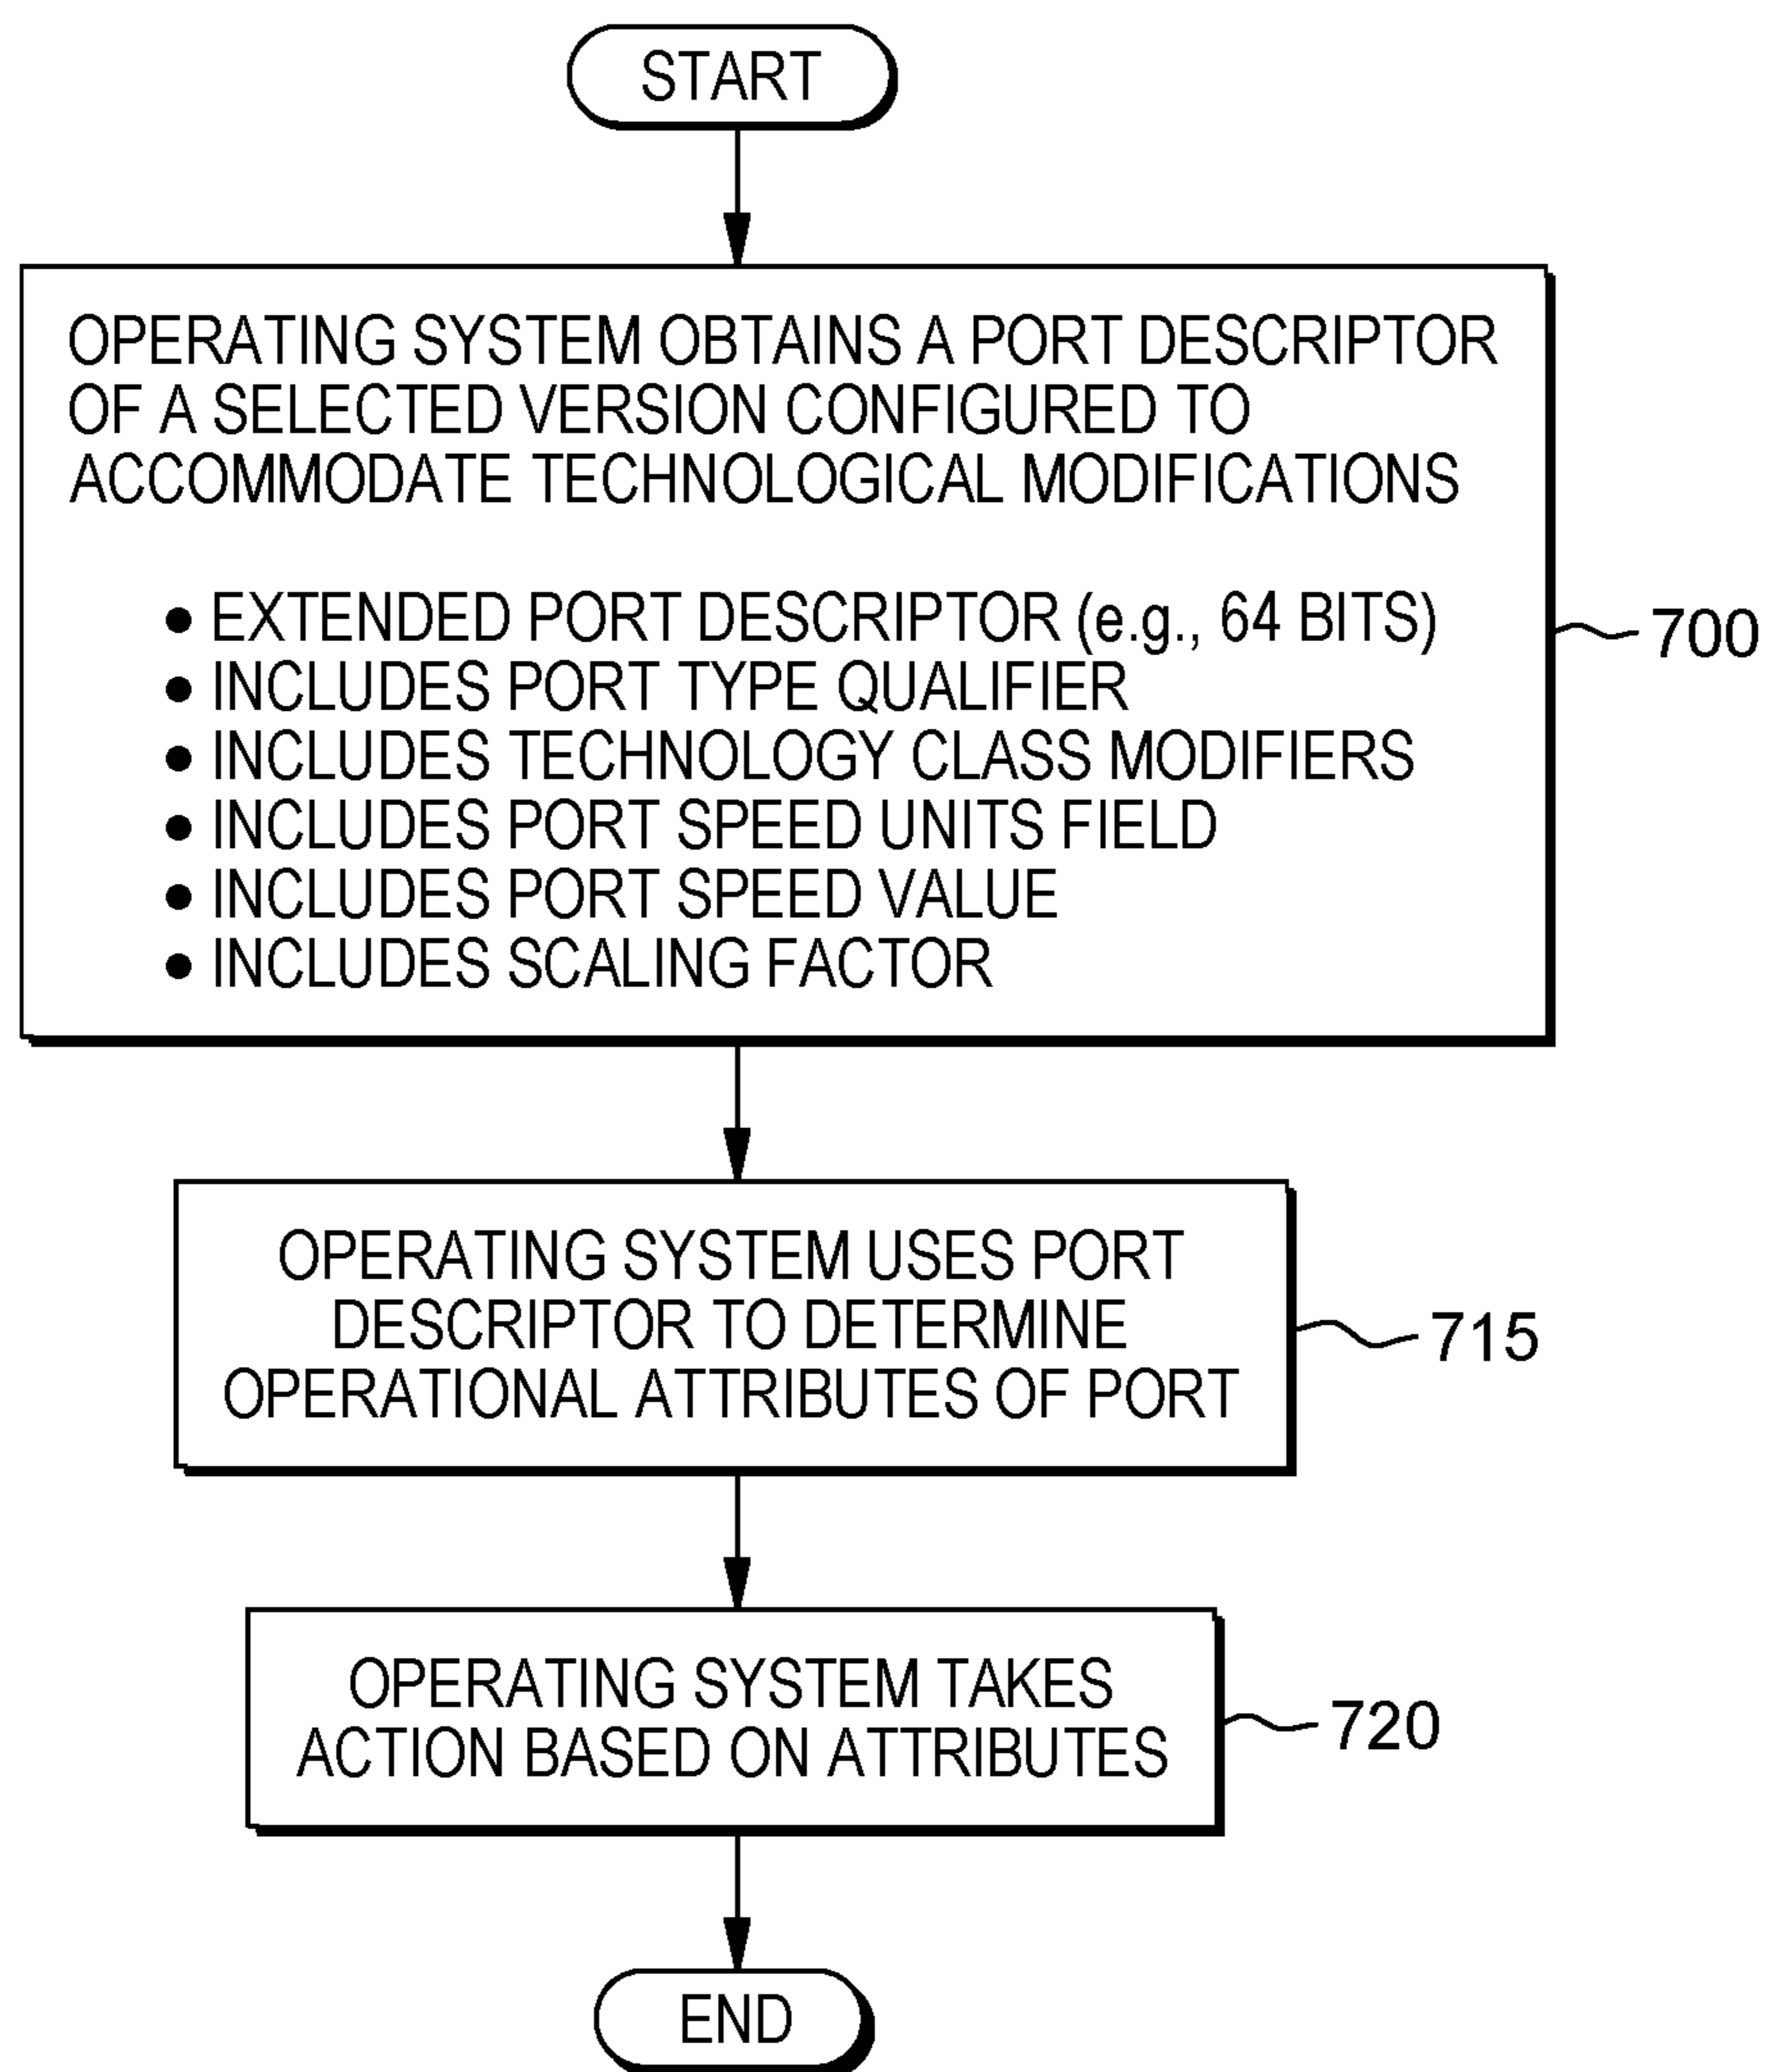 START
OPERATING SYSTEM OBTAINS A PORT DESCRIPTOR
OF A SELECTED VERSION CONFIGURED TO
ACCOMMODATE TECHNOLOGICAL MODIFICATIONS
● EXTENDED PORT DESCRIPTOR (e.g., 64 BITS)
● INCLUDES PORT TYPE QUALIFIER
● INCLUDES TECHNOLOGY CLASS MODIFIERS
● INCLUDES PORT SPEED UNITS FIELD
● INCLUDES PORT SPEED VALUE
● INCLUDES SCALING FACTOR
700
OPERATING SYSTEM USES PORT
DESCRIPTOR TO DETERMINE
OPERATIONAL ATTRIBUTES OF PORT
715
OPERATING SYSTEM TAKES
ACTION BASED ON ATTRIBUTES
720
END